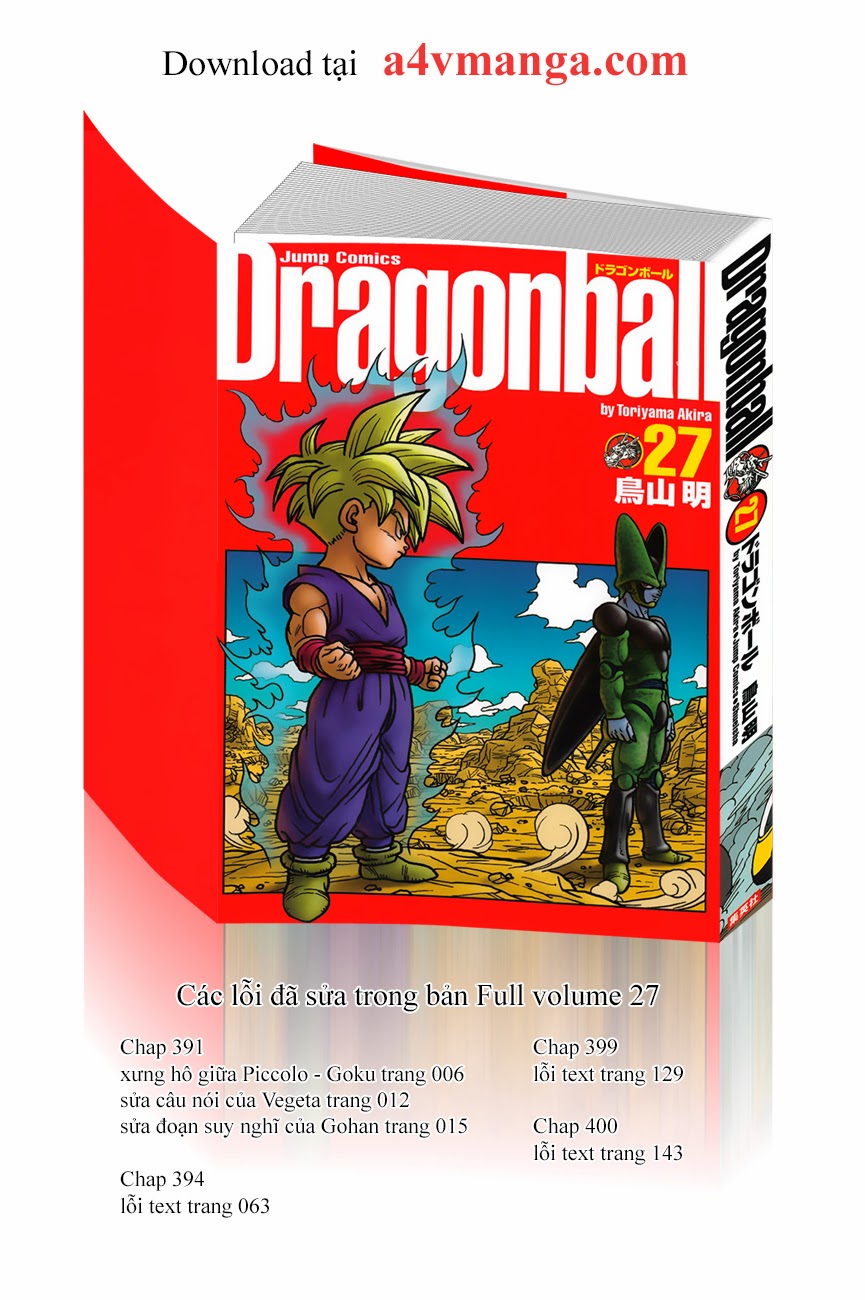 Download tại a4vmanga.com
Jump Comics
ドラゴンボール
Dragonball
by Toriyama Akira
27
鳥山 明
Dragonball
27
ドラゴンボール 鳥山 明
集英社
Các lỗi đã sửa trong bản Full volume 27
Chap 391
xưng hô giữa Piccolo - Goku trang 006
sửa câu nói của Vegeta trang 012
sửa đoạn suy nghĩ của Gohan trang 015
Chap 394
lỗi text trang 063
Chap 399
lỗi text trang 129
Chap 400
lỗi text trang 143